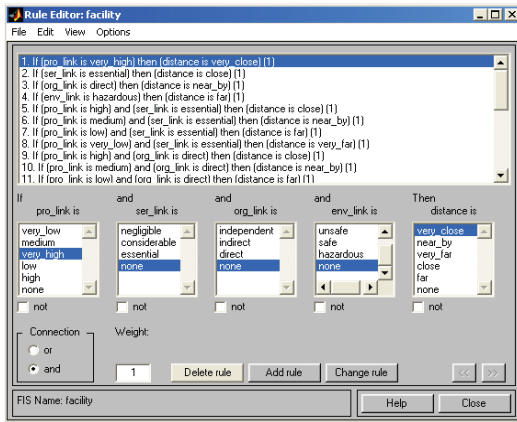 Rule Editor: facility
File Edit View Options
1. If (pro_link is very_high) then (distance is very_close) (1)
2. If (ser_link is essential) then (distance is close) (1)
3. If (org_link is direct) then (distance is near_by) (1)
4. If (env_link is hazardous) then (distance is far) (1)
5. If (pro_link is high) and (ser_link is essential) then (distance is close) (1)
6. If (pro_link is medium) and (ser_link is essential) then (distance is near_by) (1)
7. If (pro_link is low) and (ser_link is essential) then (distance is far) (1)
8. If (pro_link is very_low) and (ser_link is essential) then (distance is very_far) (1)
9. If (pro_link is high) and (org_link is direct) then (distance is close) (1)
10. If (pro_link is medium) and (org_link is direct) then (distance is near_by) (1)
11. If (pro_link is low) and (org_link is direct) then (distance is far) (1)
If and and and Then
pro_link is ser_link is org_link is env_link is distance is
very_low
medium
very_high
low
high
none
negligible
considerable
essential
none
independent
indirect
direct
none
unsafe
safe
hazardous
none
very_close
near_by
very_far
close
far
none
not not not not not
Connection Weight:
or
and 1 Delete rule Add rule Change rule << >>
FIS Name: facility Help Close